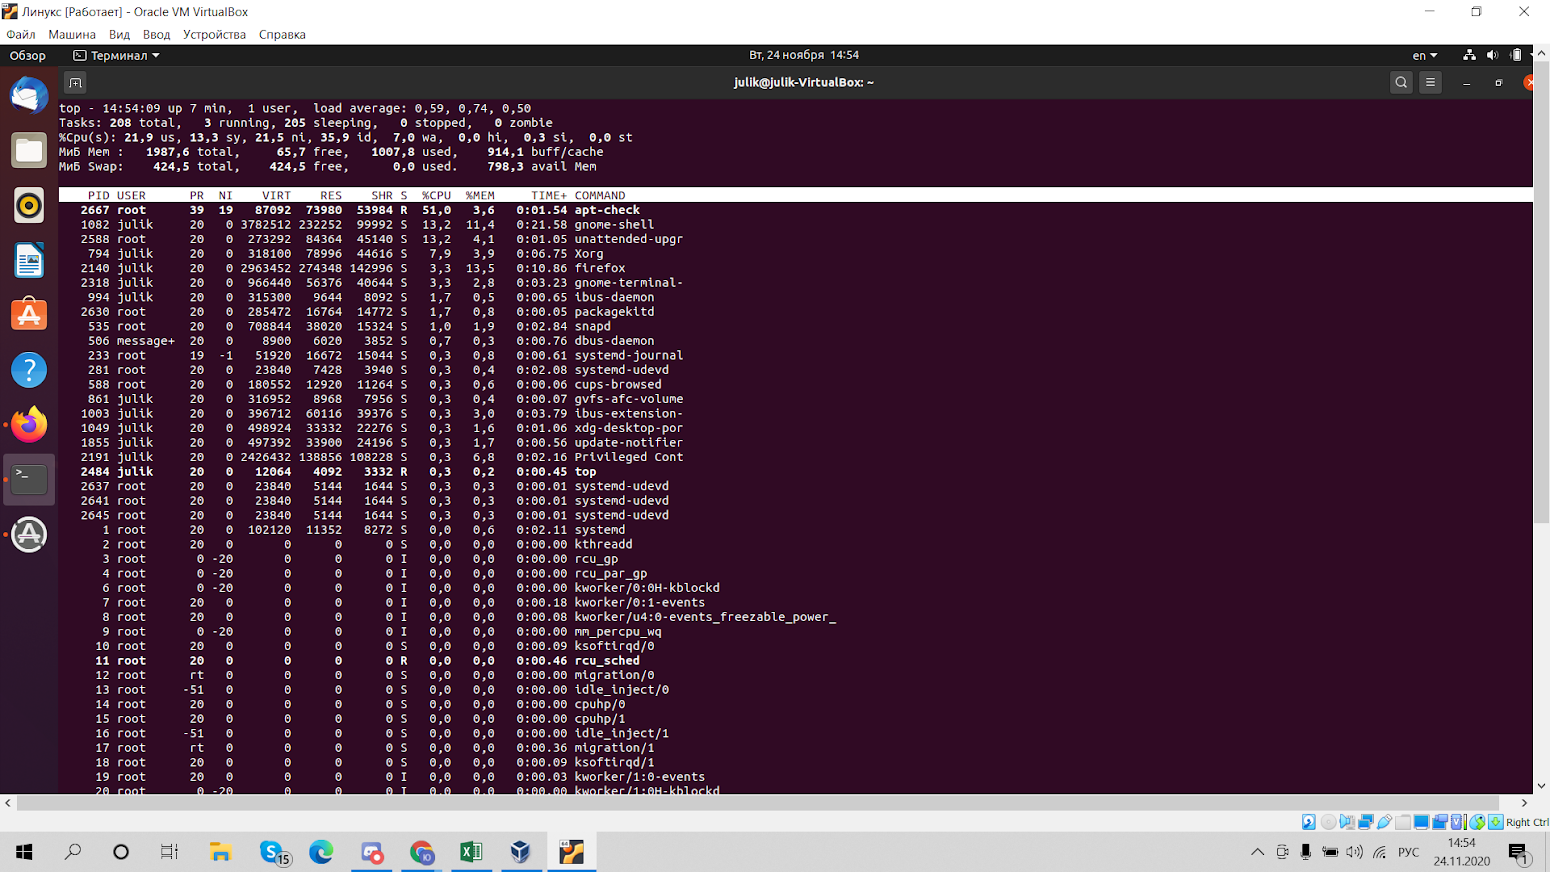 Линукс [Работает] - Oracle VM VirtualBox
Файл Машина Вид Ввод Устройства Справка
Обзор Терминал Вт, 24 ноября 14:54 en
julik@julik-VirtualBox: ~
top - 14:54:09 up 7 min, 1 user, load average: 0,59, 0,74, 0,50
Tasks: 208 total, 3 running, 205 sleeping, 0 stopped, 0 zombie
%Cpu(s): 21,9 us, 13,3 sy, 21,5 ni, 35,9 id, 7,0 wa, 0,0 hi, 0,3 si, 0,0 st
МиБ Mem : 1987,6 total, 65,7 free, 1007,8 used, 914,1 buff/cache
МиБ Swap: 424,5 total, 424,5 free, 0,0 used. 798,3 avail Mem
PID USER PR NI VIRT RES SHR S %CPU %MEM TIME+ COMMAND
2667 root 39 19 87092 73980 53984 R 51,0 3,6 0:01.54 apt-check
1082 julik 20 0 3782512 232252 99992 S 13,2 11,4 0:21.58 gnome-shell
2588 root 20 0 273292 84364 45140 S 13,2 4,1 0:01.05 unattended-upgr
794 julik 20 0 318100 78996 44616 S 7,9 3,9 0:06.75 Xorg
2140 julik 20 0 2963452 274348 142996 S 3,3 13,5 0:10.86 firefox
2318 julik 20 0 966440 56376 40644 S 3,3 2,8 0:03.23 gnome-terminal-
994 julik 20 0 315300 9644 8092 S 1,7 0,5 0:00.65 ibus-daemon
2630 root 20 0 285472 16764 14772 S 1,7 0,8 0:00.05 packagekitd
535 root 20 0 708844 38020 15324 S 1,0 1,9 0:02.84 snapd
506 message+ 20 0 8900 6020 3852 S 0,7 0,3 0:00.76 dbus-daemon
233 root 19 -1 51920 16672 15044 S 0,3 0,8 0:00.61 systemd-journal
281 root 20 0 23840 7428 3940 S 0,3 0,4 0:02.08 systemd-udevd
588 root 20 0 180552 12920 11264 S 0,3 0,6 0:00.06 cups-browsed
861 julik 20 0 316952 8968 7956 S 0,3 0,4 0:00.07 gvfs-afc-volume
1003 julik 20 0 396712 60116 39376 S 0,3 3,0 0:03.79 ibus-extension-
1049 julik 20 0 498924 33332 22276 S 0,3 1,6 0:01.06 xdg-desktop-por
1855 julik 20 0 497392 33900 24196 S 0,3 1,7 0:00.56 update-notifier
2191 julik 20 0 2426432 138856 108228 S 0,3 6,8 0:02.16 Privileged Cont
2484 julik 20 0 12064 4092 3332 R 0,3 0,2 0:00.45 top
2637 root 20 0 23840 5144 1644 S 0,3 0,3 0:00.01 systemd-udevd
2641 root 20 0 23840 5144 1644 S 0,3 0,3 0:00.01 systemd-udevd
2645 root 20 0 23840 5144 1644 S 0,3 0,3 0:00.01 systemd-udevd
1 root 20 0 102120 11352 8272 S 0,0 0,6 0:02.11 systemd
2 root 20 0 0 0 0 S 0,0 0,0 0:00.00 kthreadd
3 root 0 -20 0 0 0 I 0,0 0,0 0:00.00 rcu_gp
4 root 0 -20 0 0 0 I 0,0 0,0 0:00.00 rcu_par_gp
6 root 0 -20 0 0 0 I 0,0 0,0 0:00.00 kworker/0:0H-kblockd
7 root 20 0 0 0 0 I 0,0 0,0 0:00.18 kworker/0:1-events
8 root 20 0 0 0 0 I 0,0 0,0 0:00.08 kworker/u4:0-events_freezable_power_
9 root 0 -20 0 0 0 I 0,0 0,0 0:00.00 mm_percpu_wq
10 root 20 0 0 0 0 S 0,0 0,0 0:00.09 ksoftirqd/0
11 root 20 0 0 0 0 R 0,0 0,0 0:00.46 rcu_sched
12 root rt 0 0 0 0 S 0,0 0,0 0:00.00 migration/0
13 root -51 0 0 0 0 S 0,0 0,0 0:00.00 idle_inject/0
14 root 20 0 0 0 0 S 0,0 0,0 0:00.00 cpuhp/0
15 root 20 0 0 0 0 S 0,0 0,0 0:00.00 cpuhp/1
16 root -51 0 0 0 0 S 0,0 0,0 0:00.00 idle_inject/1
17 root rt 0 0 0 0 S 0,0 0,0 0:00.36 migration/1
18 root 20 0 0 0 0 S 0,0 0,0 0:00.09 ksoftirqd/1
19 root 20 0 0 0 0 I 0,0 0,0 0:00.03 kworker/1:0-events
20 root 0 -20 0 0 0 I 0,0 0,0 0:00.00 kworker/1:0H-kblockd
Right Ctrl
15
РУС
14:54
24.11.2020
1